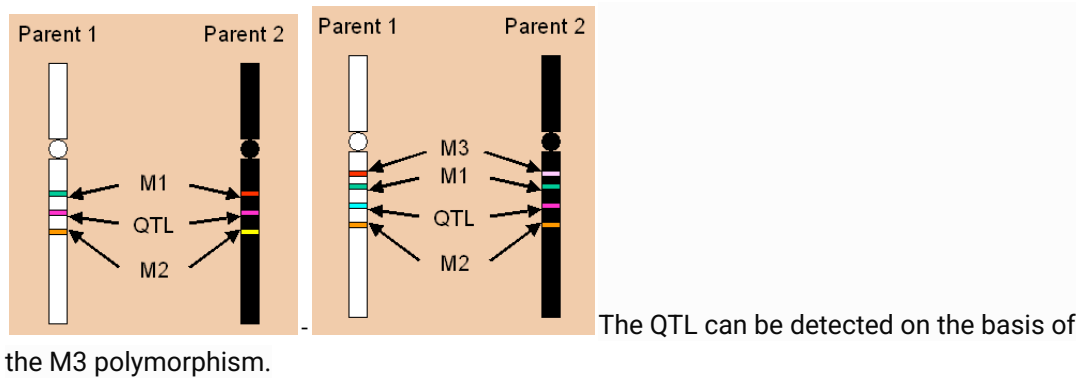 Parent 1 Parent 2
M1
QTL
M2
Parent 1 Parent 2
M3
M1
QTL
M2
- The QTL can be detected on the basis of
the M3 polymorphism.